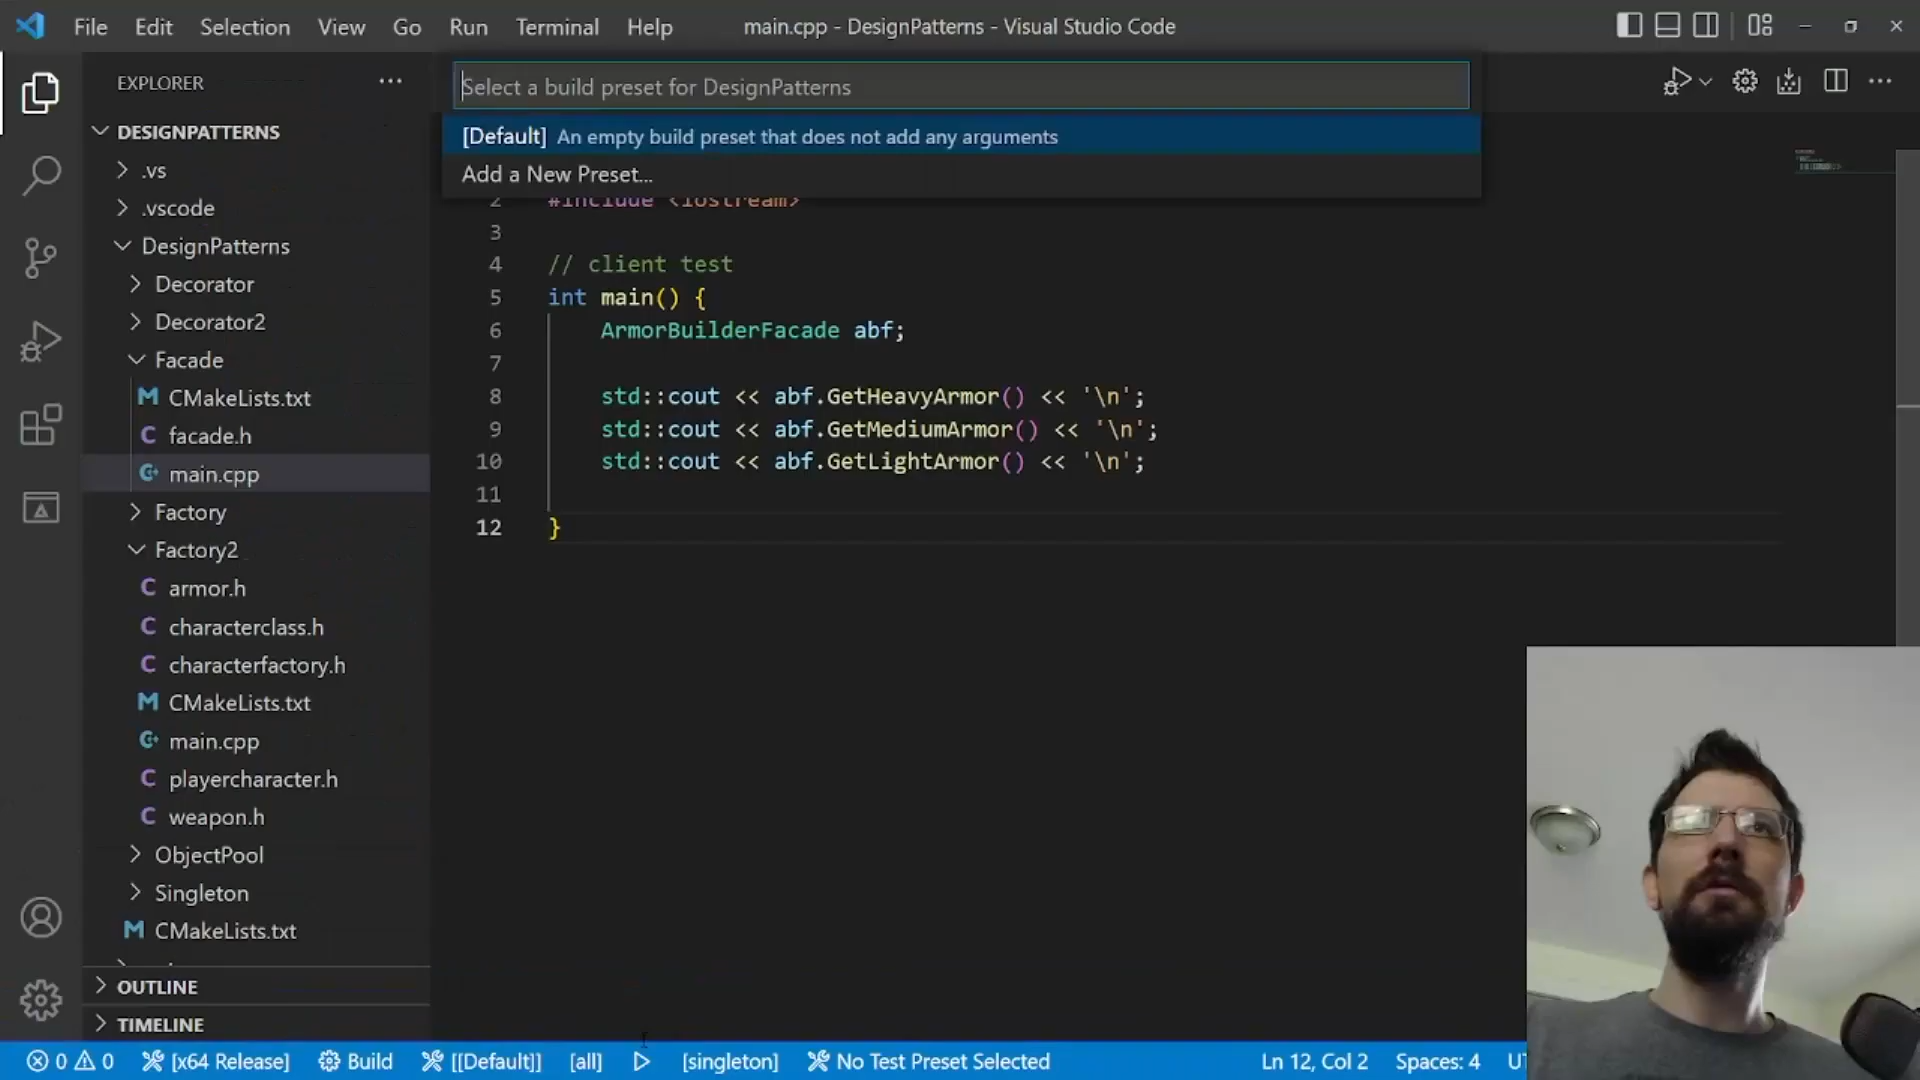 File Edit Selection View Go Run Terminal Help main.cpp - DesignPatterns - Visual Studio Code
EXPLORER
Select a build preset for DesignPatterns
[Default] An empty build preset that does not add any arguments
Add a New Preset...
DESIGNPATTERNS
.vs
.vscode
DesignPatterns
Decorator
Decorator2
Facade
CMakeLists.txt
facade.h
main.cpp
Factory
Factory2
armor.h
characterclass.h
characterfactory.h
CMakeLists.txt
main.cpp
playercharacter.h
weapon.h
ObjectPool
Singleton
CMakeLists.txt
OUTLINE
TIMELINE
2 #include <iostream>
3
4 // client test
5 int main() {
6 ArmorBuilderFacade abf;
7
8 std::cout << abf.GetHeavyArmor() << '\n';
9 std::cout << abf.GetMediumArmor() << '\n';
10 std::cout << abf.GetLightArmor() << '\n';
11
12 }
0 0 [x64 Release] Build [[Default]] [all] [singleton] No Test Preset Selected Ln 12, Col 2 Spaces: 4